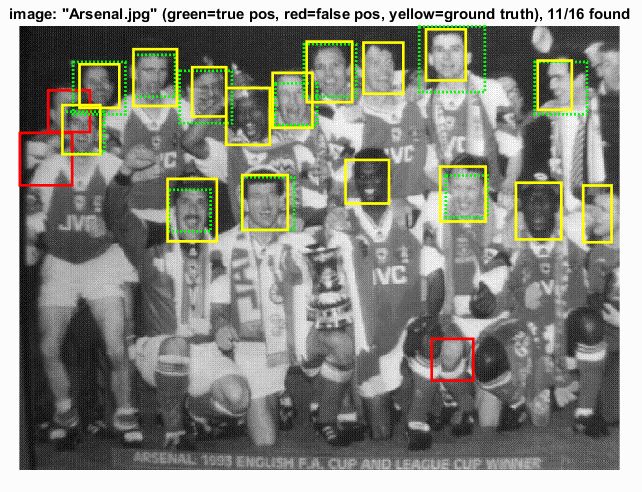 image: "Arsenal.jpg" (green=true pos, red=false pos, yellow=ground truth), 11/16 found
JVC
JVC
JVC
JVC
ARSENAL 1993 ENGLISH F.A. CUP AND LEAGUE CUP WINNER